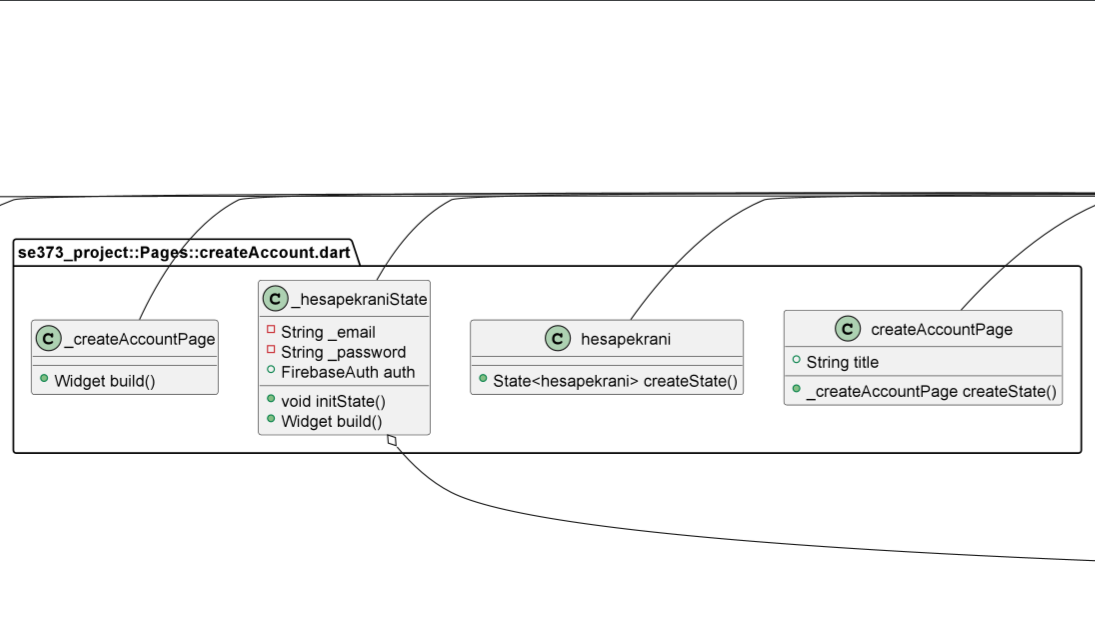 se373_project::Pages::createAccount.dart
C _createAccountPage
Widget build()
C _hesapekraniState
String _email
String _password
FirebaseAuth auth
void initState()
Widget build()
C hesapekrani
State<hesapekrani> createState()
C createAccountPage
String title
_createAccountPage createState()